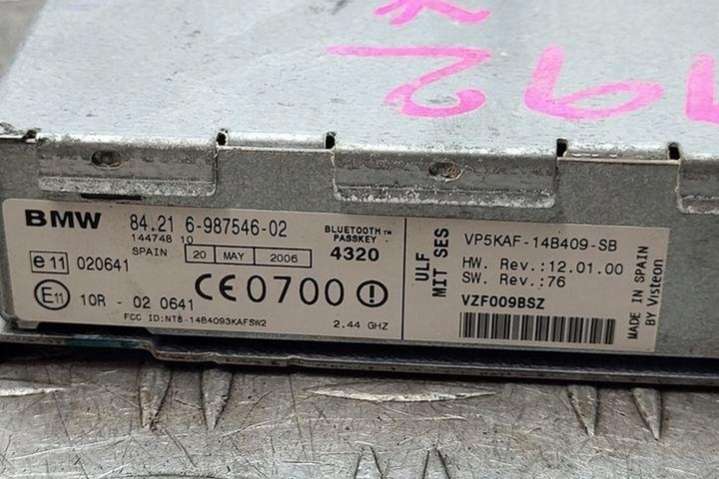 192
BMW 84.21 6-987546-02
144748 10
SPAIN 20 MAY 2006
BLUETOOTH™
PASSKEY
4320
e11 020641
E11 10R - 02 0641
CE0700
FCC ID:NT8-14B4093KAFSW2 2.44 GHZ
ULF
MIT SES
VP5KAF-14B409-SB
HW. Rev.:12.01.00
SW. Rev.:76
VZF009BSZ
MADE IN SPAIN
BY Visteon